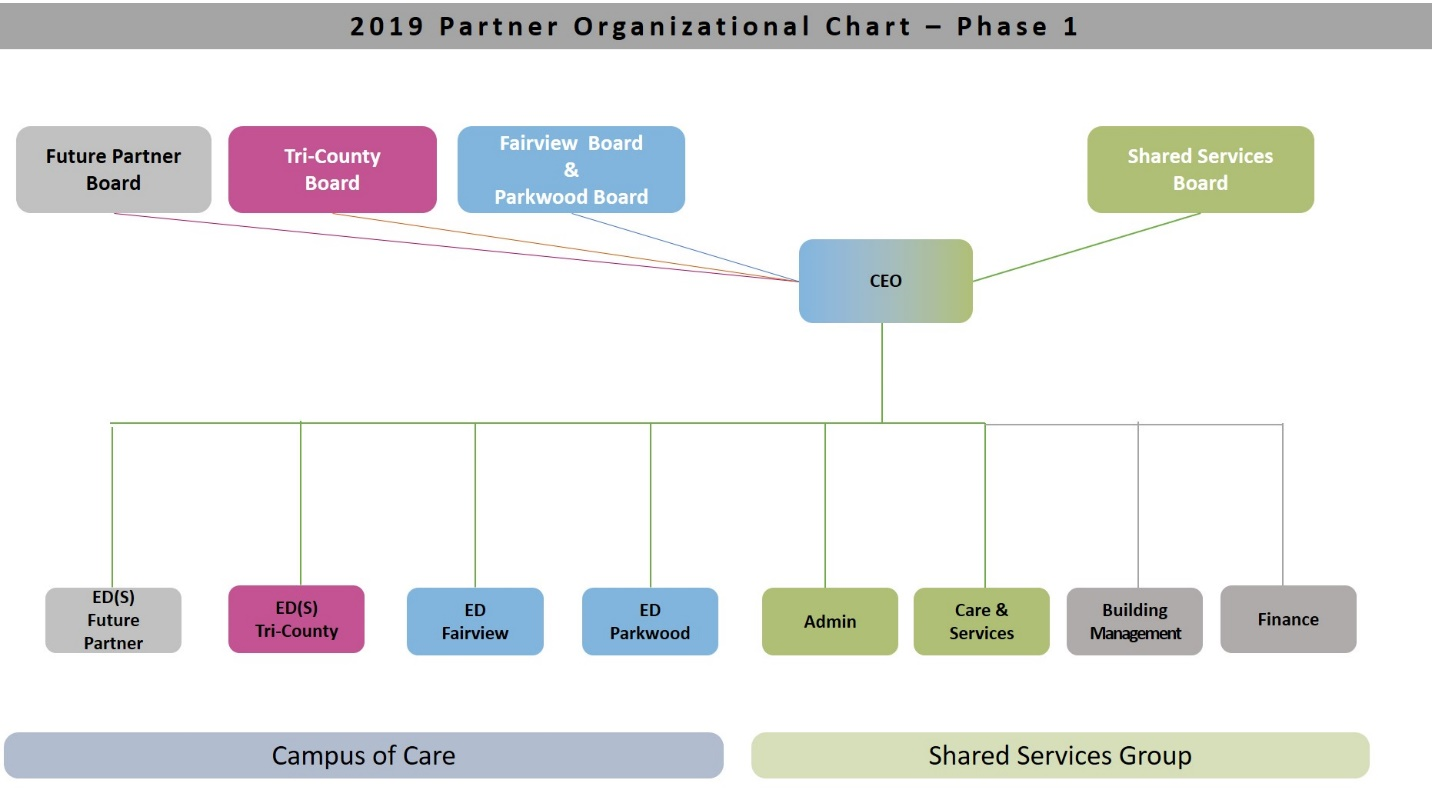 2019 Partner Organizational Chart – Phase 1
Future Partner
Board
Tri-County
Board
Fairview Board
&
Parkwood Board
Shared Services
Board
CEO
ED(S)
Future
Partner
ED(S)
Tri-County
ED
Fairview
ED
Parkwood
Admin
Care &
Services
Building
Management
Finance
Campus of Care
Shared Services Group